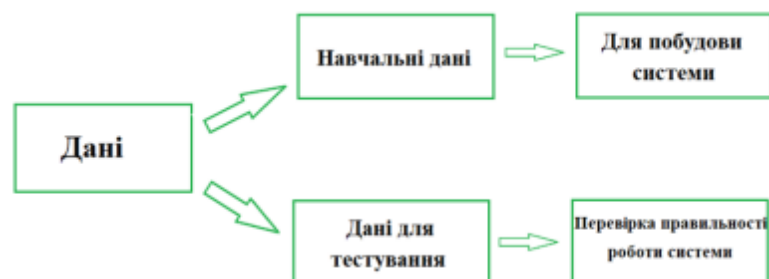 Дані
Навчальні дані
Для побудови
системи
Дані для
тестування
Перевірка правильності
роботи системи